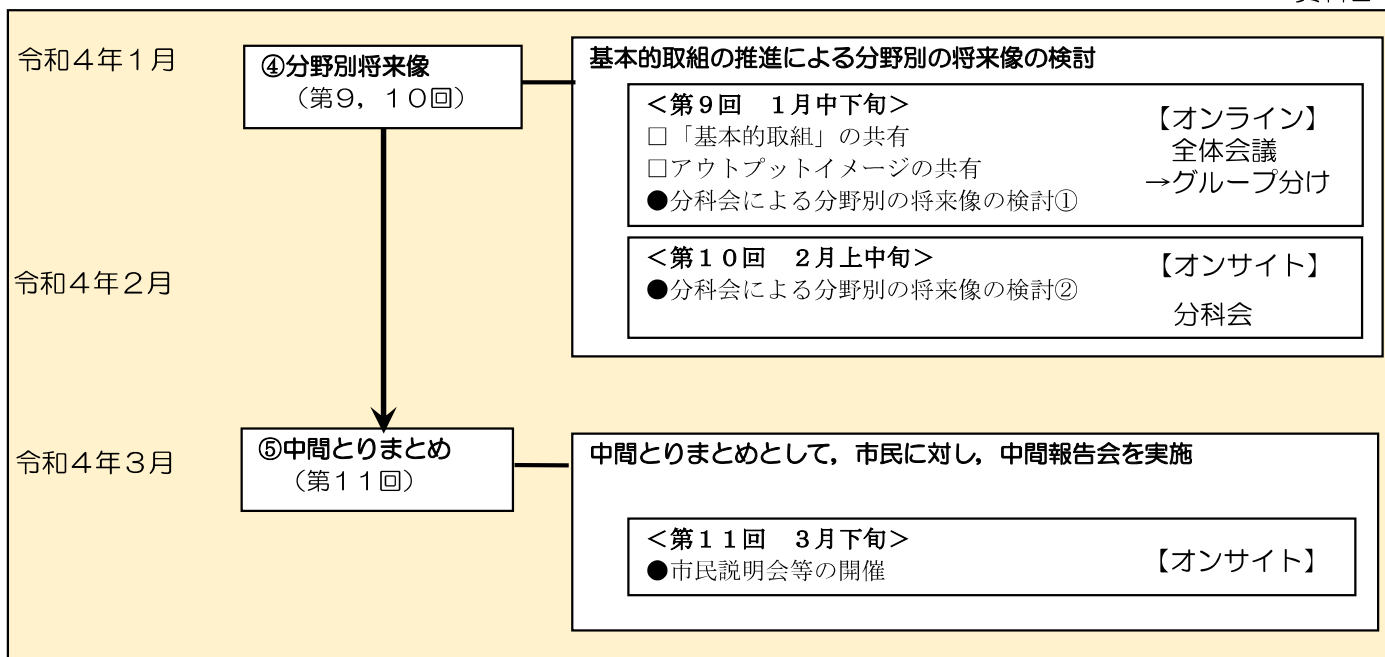 令和４年１月
④分野別将来像
（第９，１０回）
基本的取組の推進による分野別の将来像の検討
＜第９回　１月中下旬＞
□「基本的取組」の共有
□アウトプットイメージの共有
●分科会による分野別の将来像の検討①
【オンライン】
全体会議
→グループ分け
令和４年２月
＜第１０回　２月上中旬＞
●分科会による分野別の将来像の検討②
【オンサイト】
分科会
令和４年３月
⑤中間とりまとめ
（第１１回）
中間とりまとめとして，市民に対し，中間報告会を実施
＜第１１回　３月下旬＞
●市民説明会等の開催
【オンサイト】